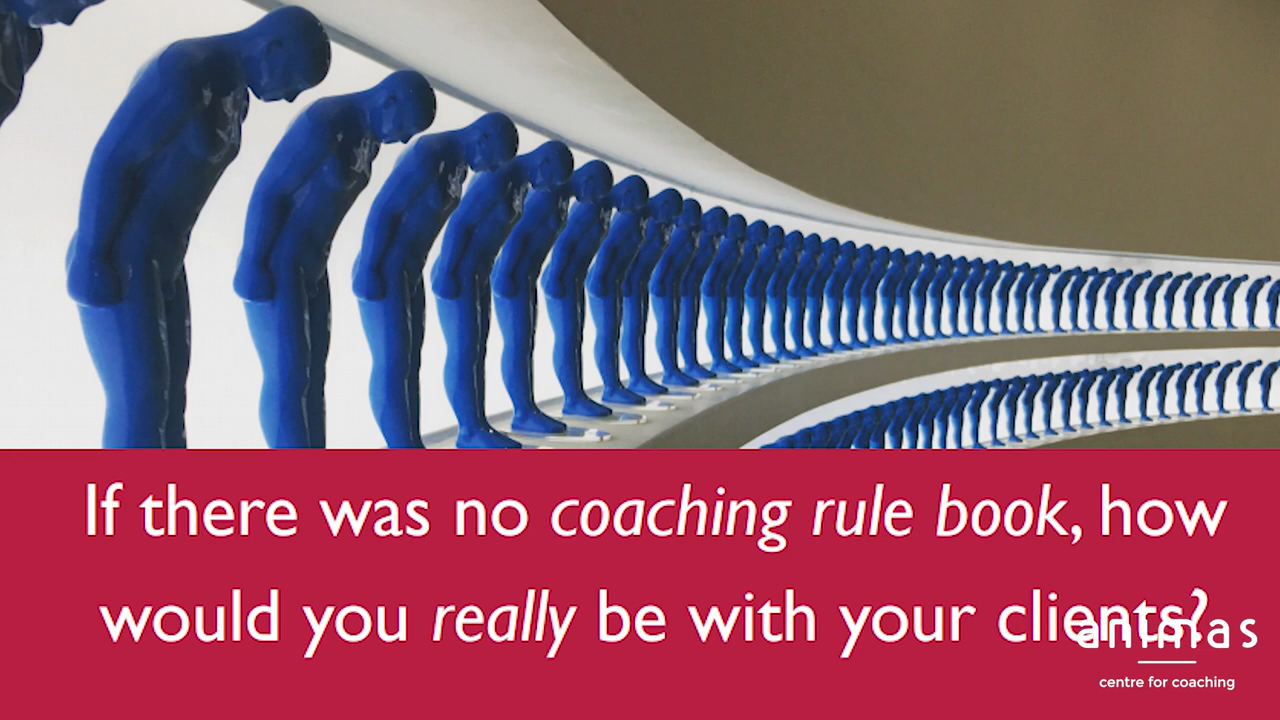 If there was no coaching rule book, how
would you really be with your clients?
animas
centre for coaching